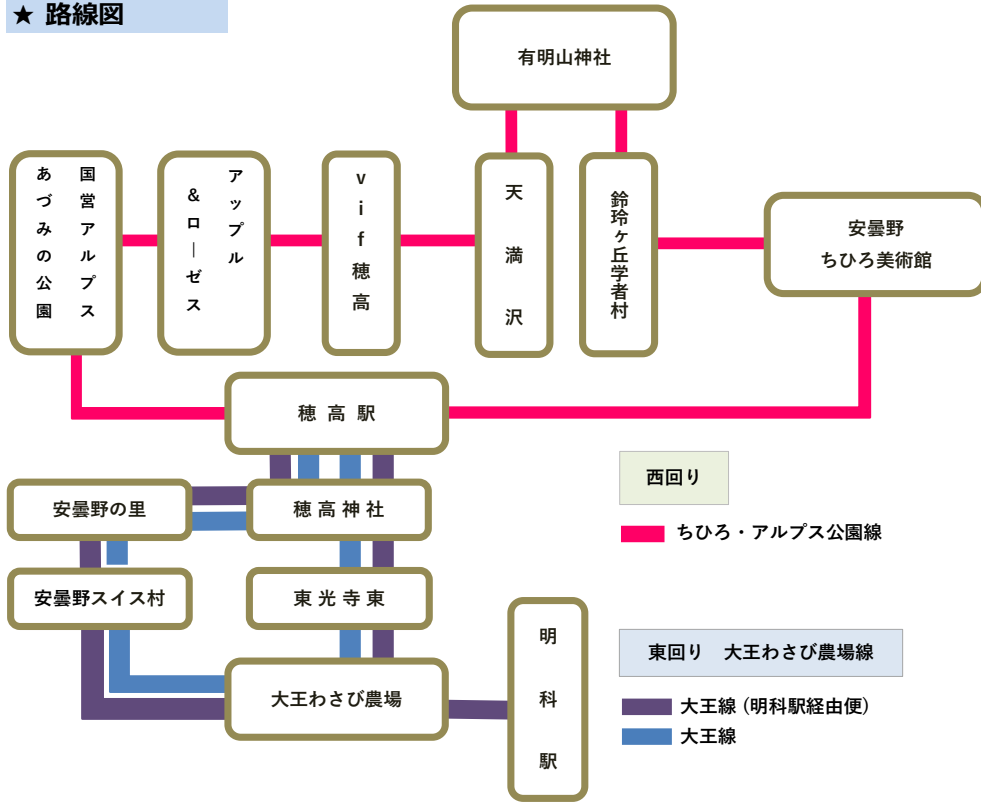 ★ 路線図
有明山神社
国営アルプス
あづみの公園
アップル
&ローゼス
vif穂高
天満沢
鈴玲ヶ丘学者村
安曇野
ちひろ美術館
穂高駅
西回り
安曇野の里
穂高神社
ちひろ・アルプス公園線
安曇野スイス村
東光寺東
明科駅
東回り 大王わさび農場線
大王わさび農場
大王線 (明科駅経由便)
大王線